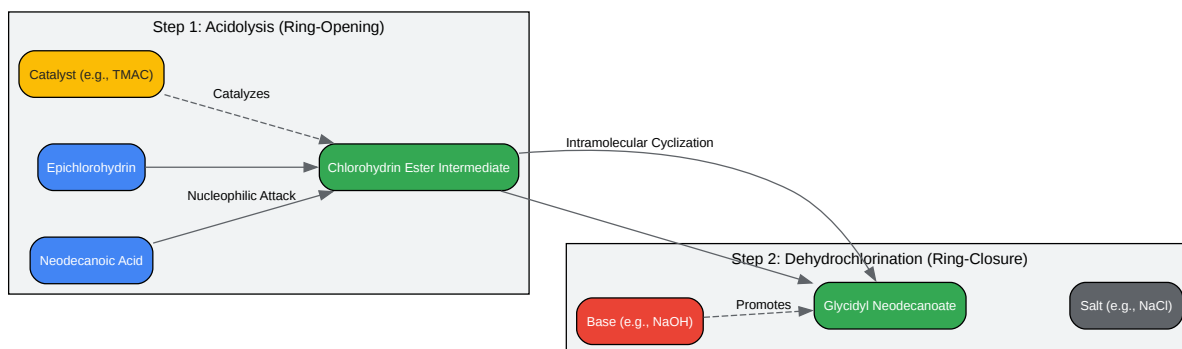 Step 1: Acidolysis (Ring-Opening)
Catalyst (e.g., TMAC)
Catalyzes
Epichlorohydrin
Chlorohydrin Ester Intermediate
Intramolecular Cyclization
Nucleophilic Attack
Neodecanoic Acid
Step 2: Dehydrochlorination (Ring-Closure)
Base (e.g., NaOH)
Promotes
Glycidyl Neodecanoate
Salt (e.g., NaCl)